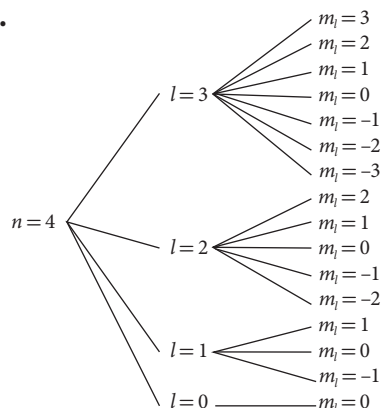 .
m_l = 3
m_l = 2
m_l = 1
l = 3
m_l = 0
m_l = –1
m_l = –2
m_l = –3
m_l = 2
m_l = 1
n = 4
l = 2
m_l = 0
m_l = –1
m_l = –2
m_l = 1
l = 1
m_l = 0
m_l = –1
l = 0
m_l = 0